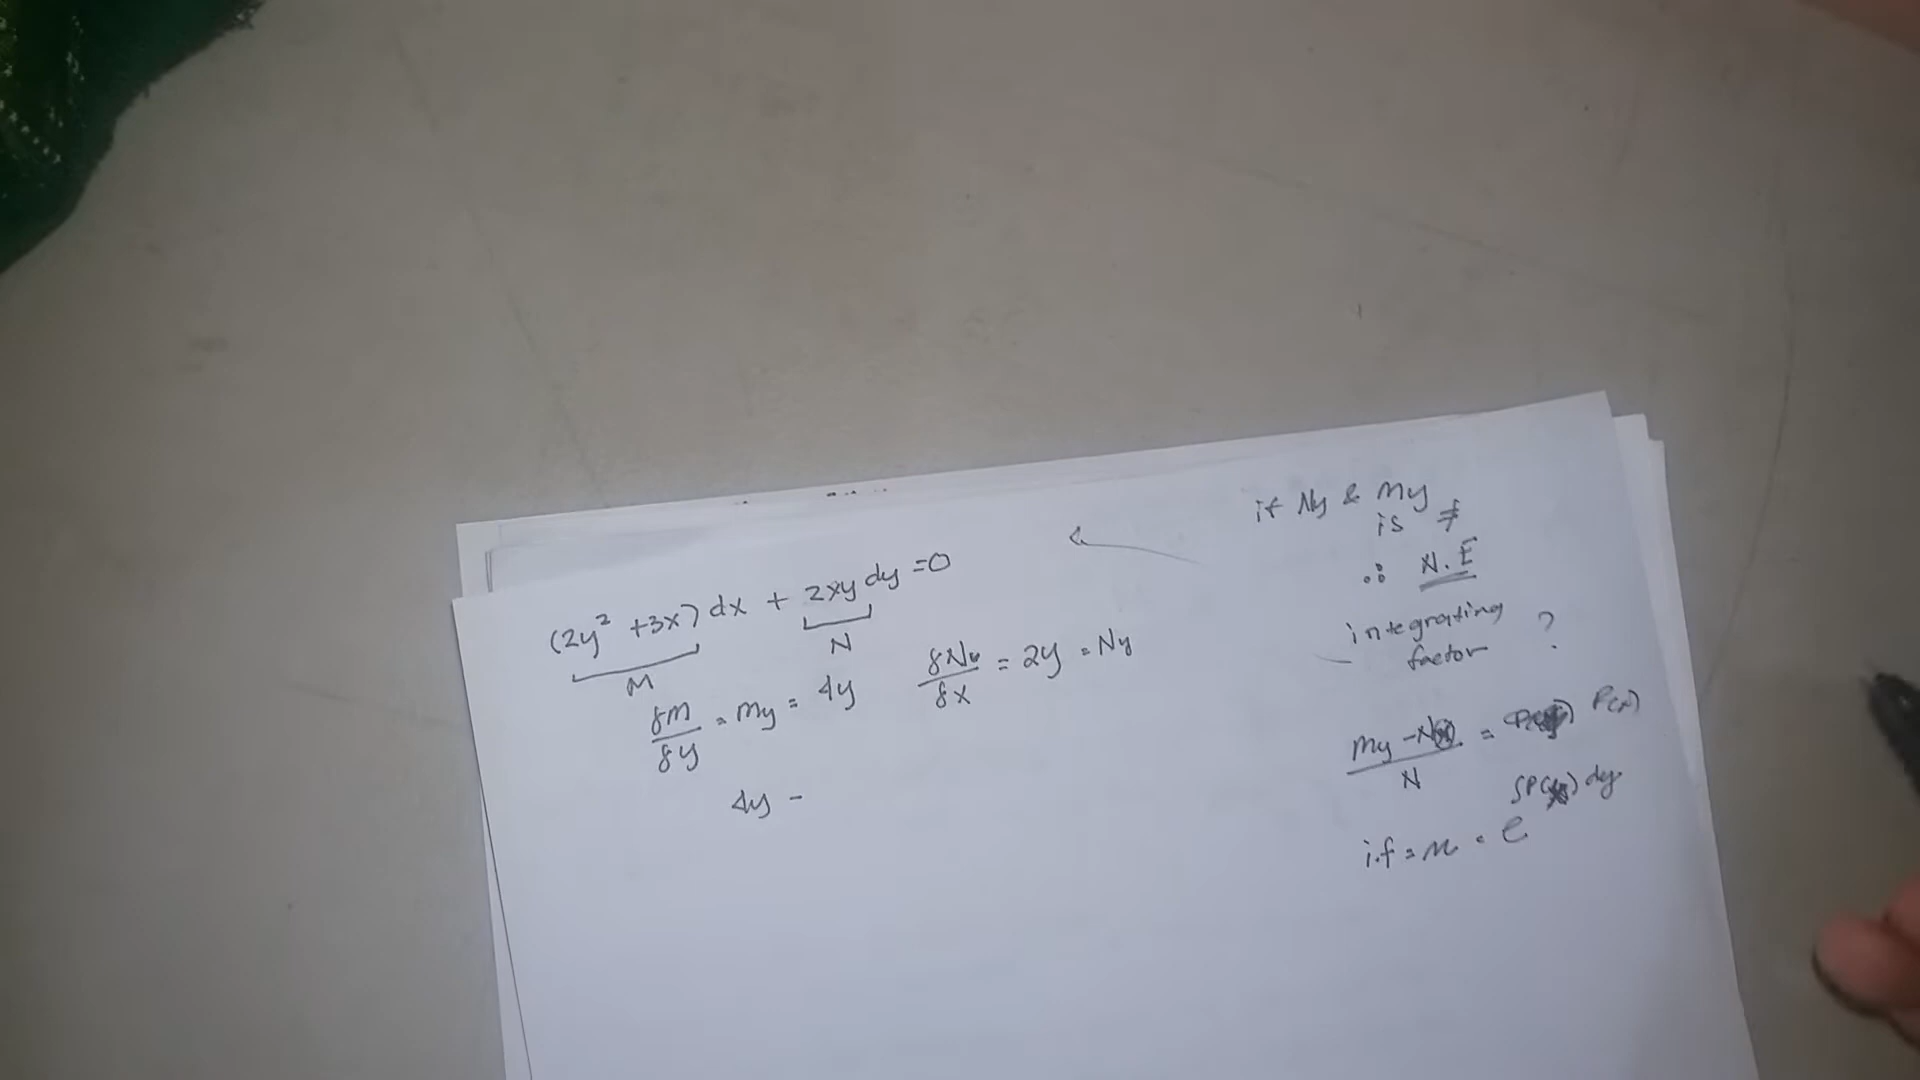 (2y² +3x) dx + 2xy dy =0
M
N
δM/δy = My = 4y
δN/δx = 2y = Ny
4y -
if Ny & My
is ≠
∴ N.E
integrating
factor ?
My - N / N = P(x)
∫P( ) dy
i.f = M = e